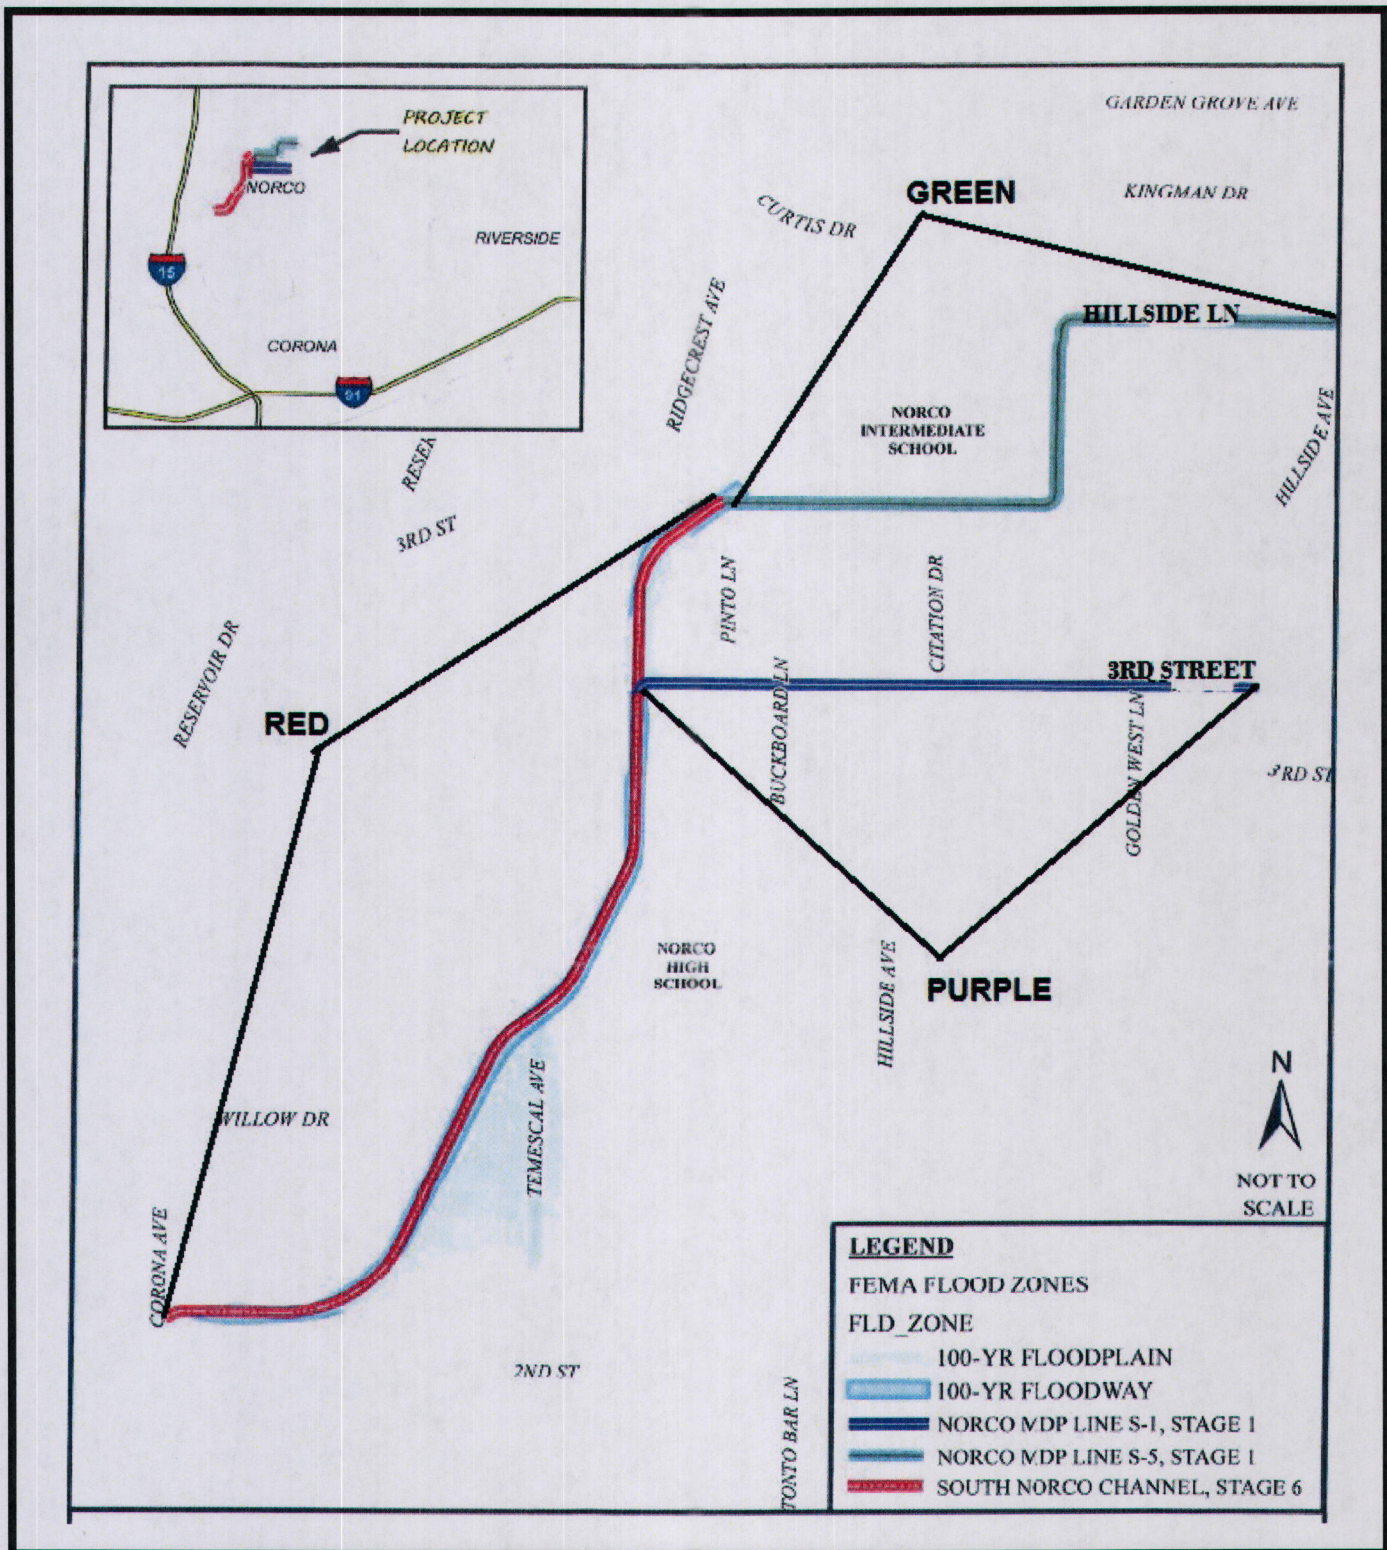 GARDEN GROVE AVE
PROJECT
LOCATION
NORCO
RIVERSIDE
15
CORONA
91
KINGMAN DR
GREEN
CURTIS DR
RIDGECREST AVE
HILLSIDE LN
HILLSIDE AVE
NORCO
INTERMEDIATE
SCHOOL
RESER
3RD ST
PINTO LN
CITATION DR
RESERVOIR DR
3RD STREET
BUCKBOARD LN
GOLDEN WEST LN
RED
3RD ST
NORCO
HIGH
SCHOOL
HILLSIDE AVE
PURPLE
TEMESCAL AVE
WILLOW DR
N
NOT TO
SCALE
CORONA AVE
2ND ST
TONTO BAR LN
LEGEND
FEMA FLOOD ZONES
FLD_ZONE
100-YR FLOODPLAIN
100-YR FLOODWAY
NORCO MDP LINE S-1, STAGE 1
NORCO MDP LINE S-5, STAGE 1
SOUTH NORCO CHANNEL, STAGE 6